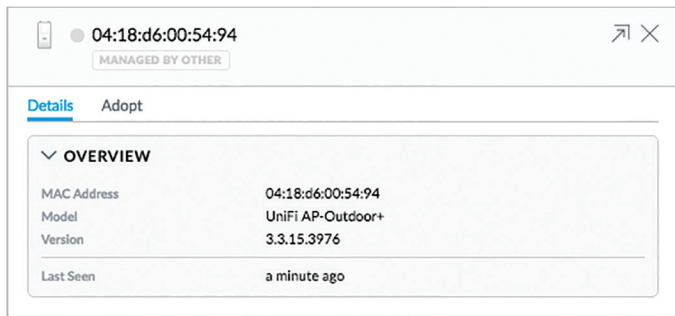 04:18:d6:00:54:94
MANAGED BY OTHER
Details Adopt
OVERVIEW
MAC Address 04:18:d6:00:54:94
Model UniFi AP-Outdoor+
Version 3.3.15.3976
Last Seen a minute ago